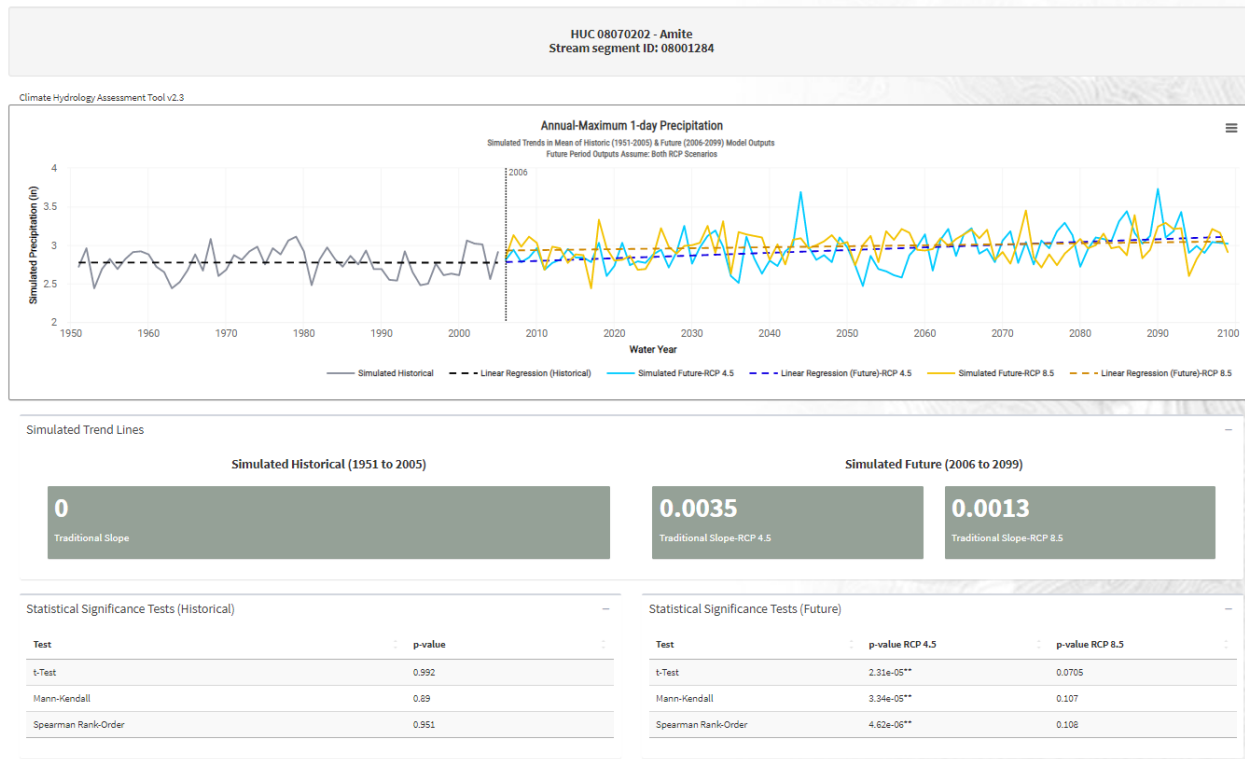 HUC 08070202 - Amite
Stream segment ID: 08001284
Climate Hydrology Assessment Tool v2.3
Annual-Maximum 1-day Precipitation
Simulated Trends in Mean of Historic (1951-2005) & Future (2006-2099) Model Outputs
Future Period Outputs Assume: Both RCP Scenarios
Simulated Precipitation (in)
4
3.5
3
2.5
2
2006
1950 1960 1970 1980 1990 2000 2010 2020 2030 2040 2050 2060 2070 2080 2090 2100
Water Year
Simulated Historical Linear Regression (Historical) Simulated Future-RCP 4.5 Linear Regression (Future)-RCP 4.5 Simulated Future-RCP 8.5 Linear Regression (Future)-RCP 8.5
Simulated Trend Lines
Simulated Historical (1951 to 2005) Simulated Future (2006 to 2099)
0 0.0035 0.0013
Traditional Slope Traditional Slope-RCP 4.5 Traditional Slope-RCP 8.5
Statistical Significance Tests (Historical)
Test p-value
t-Test 0.992
Mann-Kendall 0.89
Spearman Rank-Order 0.951
Statistical Significance Tests (Future)
Test p-value RCP 4.5 p-value RCP 8.5
t-Test 2.31e-05** 0.0705
Mann-Kendall 3.34e-05** 0.107
Spearman Rank-Order 4.62e-06** 0.108